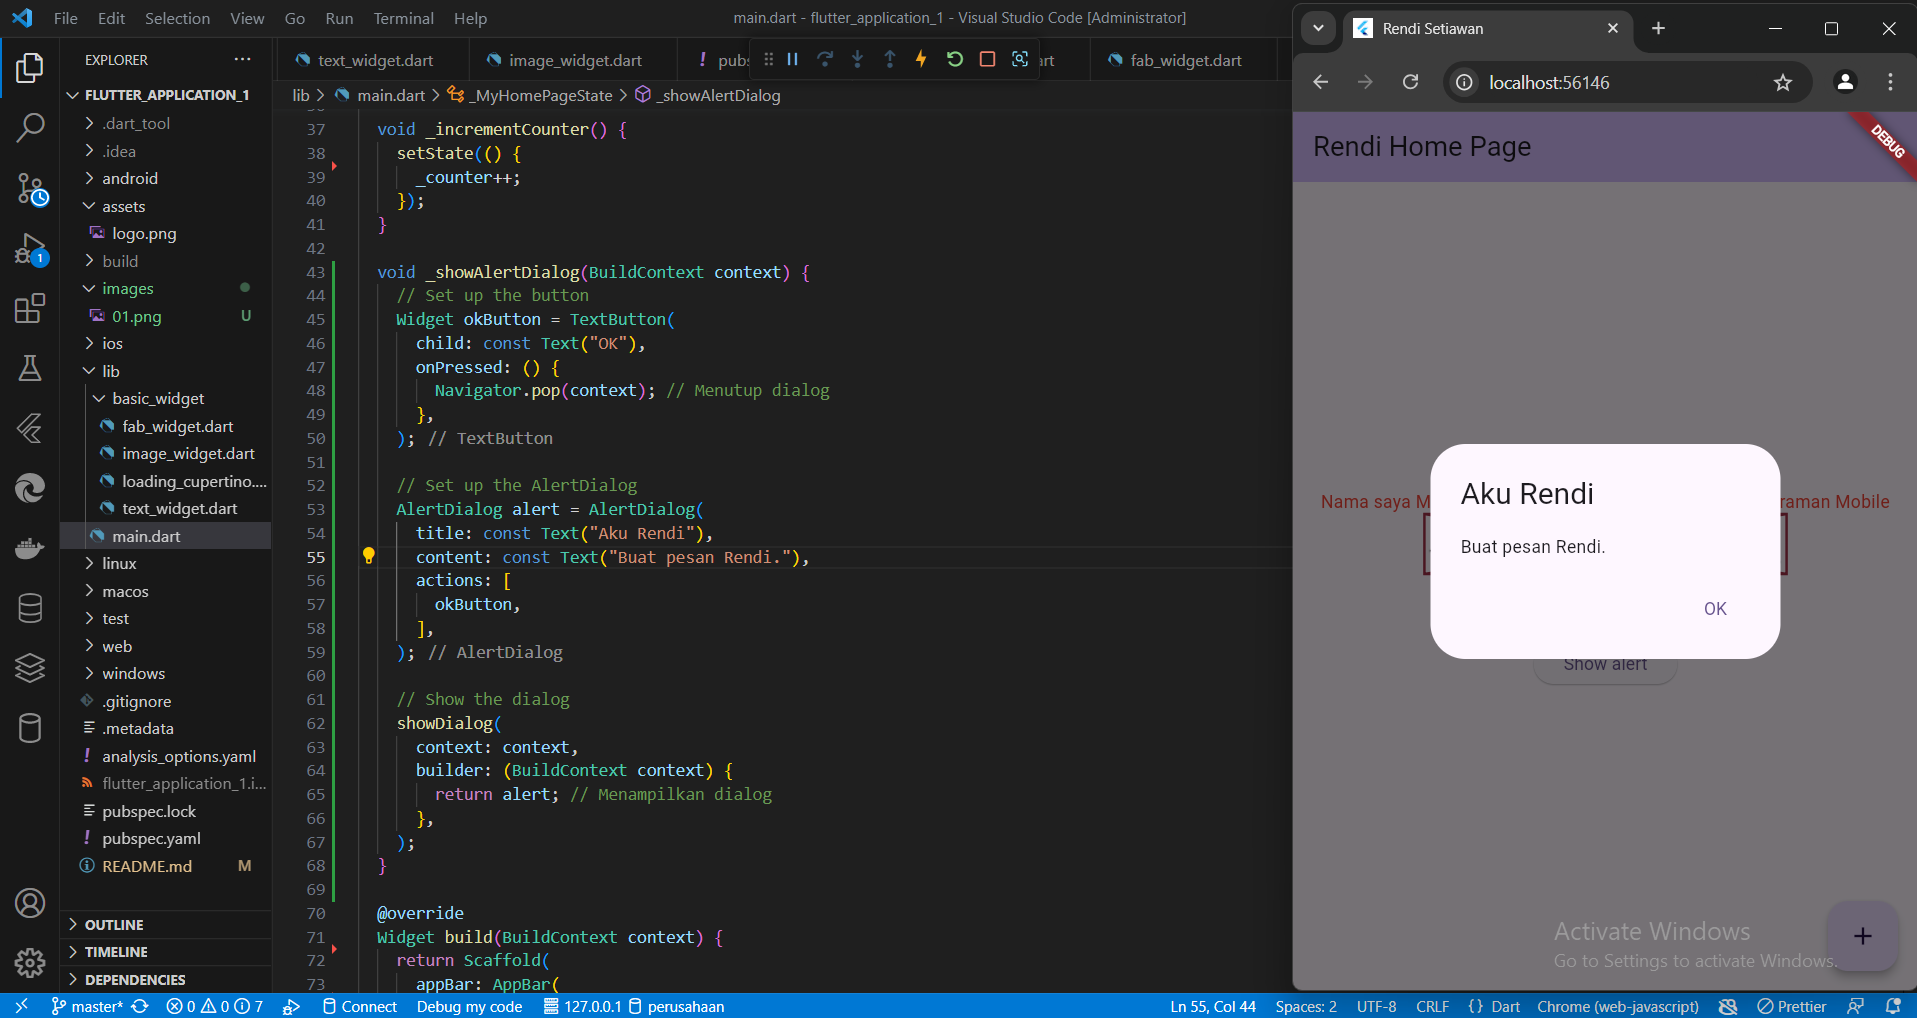 File Edit Selection View Go Run Terminal Help
main.dart - flutter_application_1 - Visual Studio Code [Administrator]
EXPLORER
FLUTTER_APPLICATION_1
.dart_tool
.idea
android
assets
logo.png
build
images
01.png U
ios
lib
basic_widget
fab_widget.dart
image_widget.dart
loading_cupertino....
text_widget.dart
main.dart
linux
macos
test
web
windows
.gitignore
.metadata
analysis_options.yaml
flutter_application_1.i...
pubspec.lock
pubspec.yaml
README.md M
OUTLINE
TIMELINE
DEPENDENCIES
1
text_widget.dart image_widget.dart pubs art fab_widget.dart
lib > main.dart > _MyHomePageState > _showAlertDialog
37 void _incrementCounter() {
38 setState(() {
39 _counter++;
40 });
41 }
42
43 void _showAlertDialog(BuildContext context) {
44 // Set up the button
45 Widget okButton = TextButton(
46 child: const Text("OK"),
47 onPressed: () {
48 Navigator.pop(context); // Menutup dialog
49 },
50 ); // TextButton
51
52 // Set up the AlertDialog
53 AlertDialog alert = AlertDialog(
54 title: const Text("Aku Rendi"),
55 content: const Text("Buat pesan Rendi."),
56 actions: [
57 okButton,
58 ],
59 ); // AlertDialog
60
61 // Show the dialog
62 showDialog(
63 context: context,
64 builder: (BuildContext context) {
65 return alert; // Menampilkan dialog
66 },
67 );
68 }
69
70 @override
71 Widget build(BuildContext context) {
72 return Scaffold(
73 appBar: AppBar(
master* 0 0 7 Connect Debug my code 127.0.0.1 perusahaan Ln 55, Col 44 Spaces: 2 UTF-8 CRLF {} Dart Chrome (web-javascript) Prettier
Rendi Setiawan
localhost:56146
Rendi Home Page
DEBUG
Nama saya M raman Mobile
Aku Rendi
Buat pesan Rendi.
OK
Show alert
+
Activate Windows
Go to Settings to activate Windows.